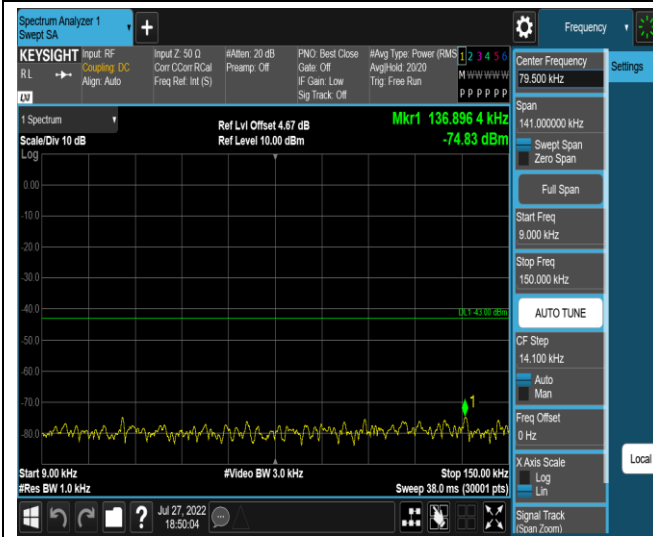 Spectrum Analyzer 1
Swept SA
+
Frequency
KEYSIGHT
RL
LXI
Input: RF
Coupling: DC
Align: Auto
Input Z: 50 Ω
Corr CCorr RCal
Freq Ref: Int (S)
#Atten: 20 dB
Preamp: Off
PNO: Best Close
Gate: Off
IF Gain: Low
Sig Track: Off
#Avg Type: Power (RMS
Avg|Hold: 20/20
Trig: Free Run
1 2 3 4 5 6
M W W W W W
P P P P P P
Center Frequency
79.500 kHz
Settings
Span
141.000000 kHz
Swept Span
Zero Span
Full Span
Start Freq
9.000 kHz
Stop Freq
150.000 kHz
AUTO TUNE
CF Step
14.100 kHz
Auto
Man
Freq Offset
0 Hz
X Axis Scale
Log
Lin
Local
Signal Track
(Span Zoom)
1 Spectrum
Scale/Div 10 dB
Ref Lvl Offset 4.67 dB
Ref Level 10.00 dBm
Mkr1 136.896 4 kHz
-74.83 dBm
Log
0.00
-10.0
-20.0
-30.0
-40.0
DL1 -43.00 dBm
-50.0
-60.0
-70.0
1
-80.0
Start 9.00 kHz
#Video BW 3.0 kHz
Stop 150.00 kHz
#Res BW 1.0 kHz
Sweep 38.0 ms (30001 pts)
?
Jul 27, 2022
18:50:04